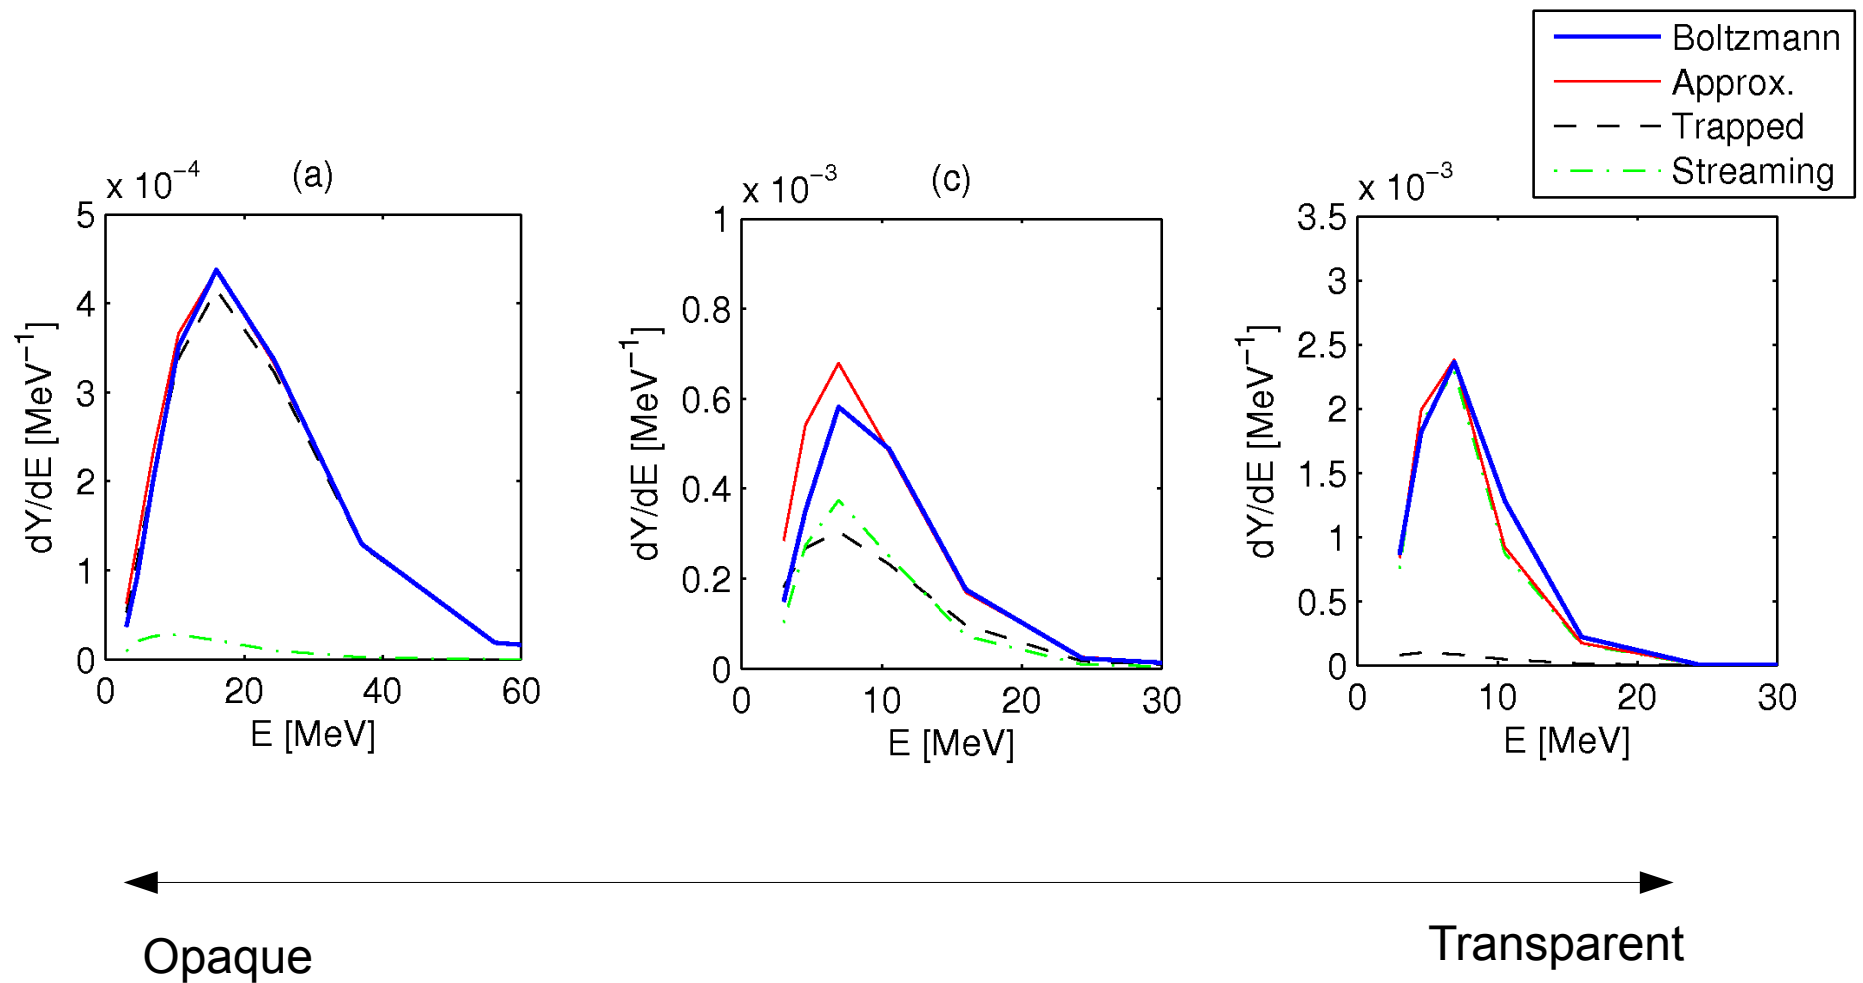 Boltzmann
Approx.
Trapped
Streaming
x 10⁻⁴
(a)
5
4
3
2
1
0
0 20 40 60
dY/dE [MeV⁻¹]
E [MeV]
x 10⁻³
(c)
1
0.8
0.6
0.4
0.2
0
0 10 20 30
dY/dE [MeV⁻¹]
E [MeV]
x 10⁻³
3.5
3
2.5
2
1.5
1
0.5
0
0 10 20 30
dY/dE [MeV⁻¹]
E [MeV]
Opaque
Transparent